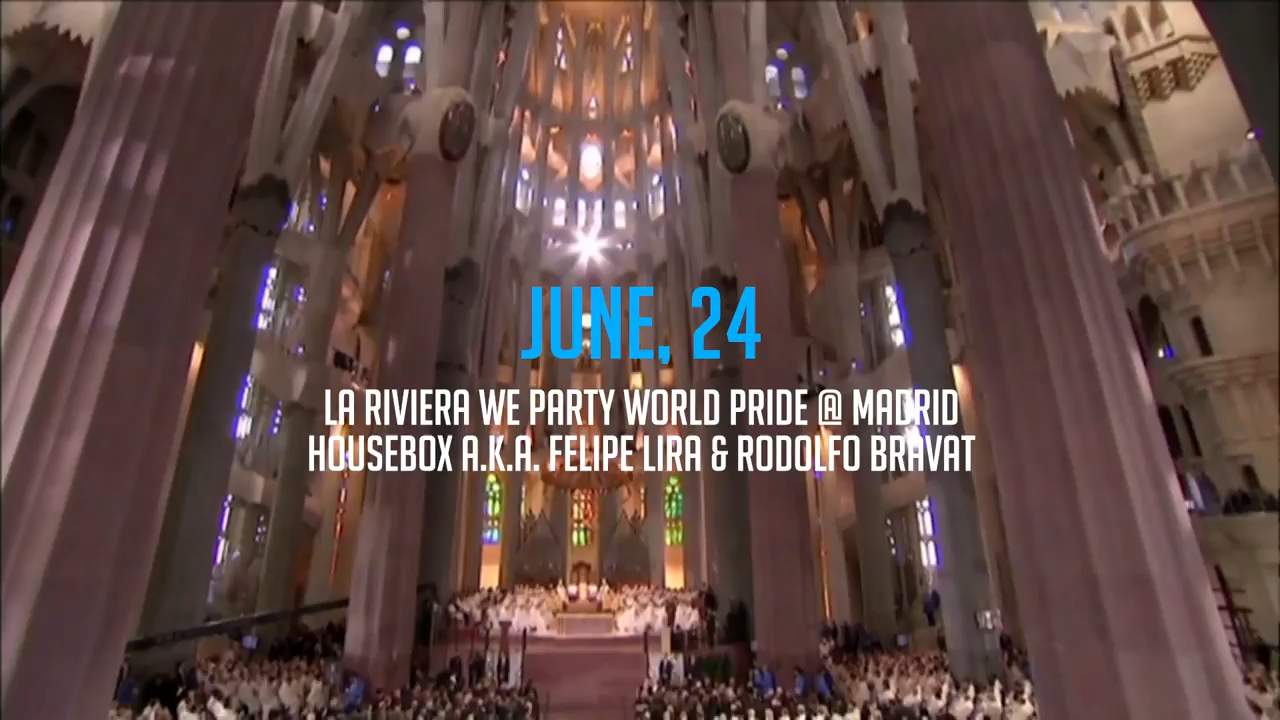 JUNE, 24
LA RIVIERA WE PARTY WORLD PRIDE @ MADRID
HOUSEBOX A.K.A. FELIPE LIRA & RODOLFO BRAVAT